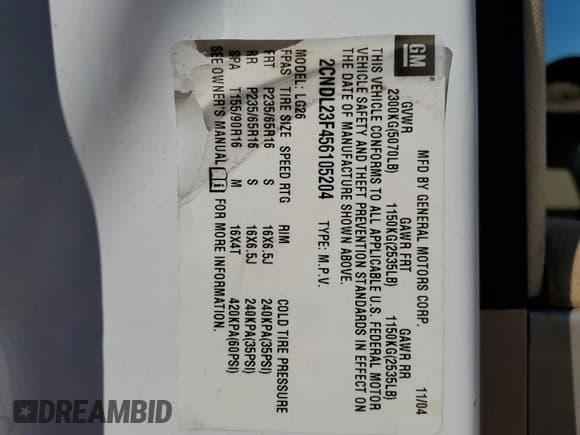 GM
MFD BY GENERAL MOTORS CORP. 11/04
GVWR GAWR FRT GAWR RR
2300KG(5070LB) 1150KG(2535LB) 1150KG(2535LB)
THIS VEHICLE CONFORMS TO ALL APPLICABLE U.S. FEDERAL MOTOR
VEHICLE SAFETY AND THEFT PREVENTION STANDARDS IN EFFECT ON
THE DATE OF MANUFACTURE SHOWN ABOVE.
2CNDL23F456105204 TYPE: M.P.V.
MODEL: LG26
FPAS TIRE SIZE SPEED RTG RIM COLD TIRE PRESSURE
FRT P235/65R16 S 16X6.5J 240KPA(35PSI)
RR P235/65R16 S 16X6.5J 240KPA(35PSI)
SPA T155/90R16 M 16X4T 420KPA(60PSI)
SEE OWNER'S MANUAL FOR MORE INFORMATION.
DREAMBID